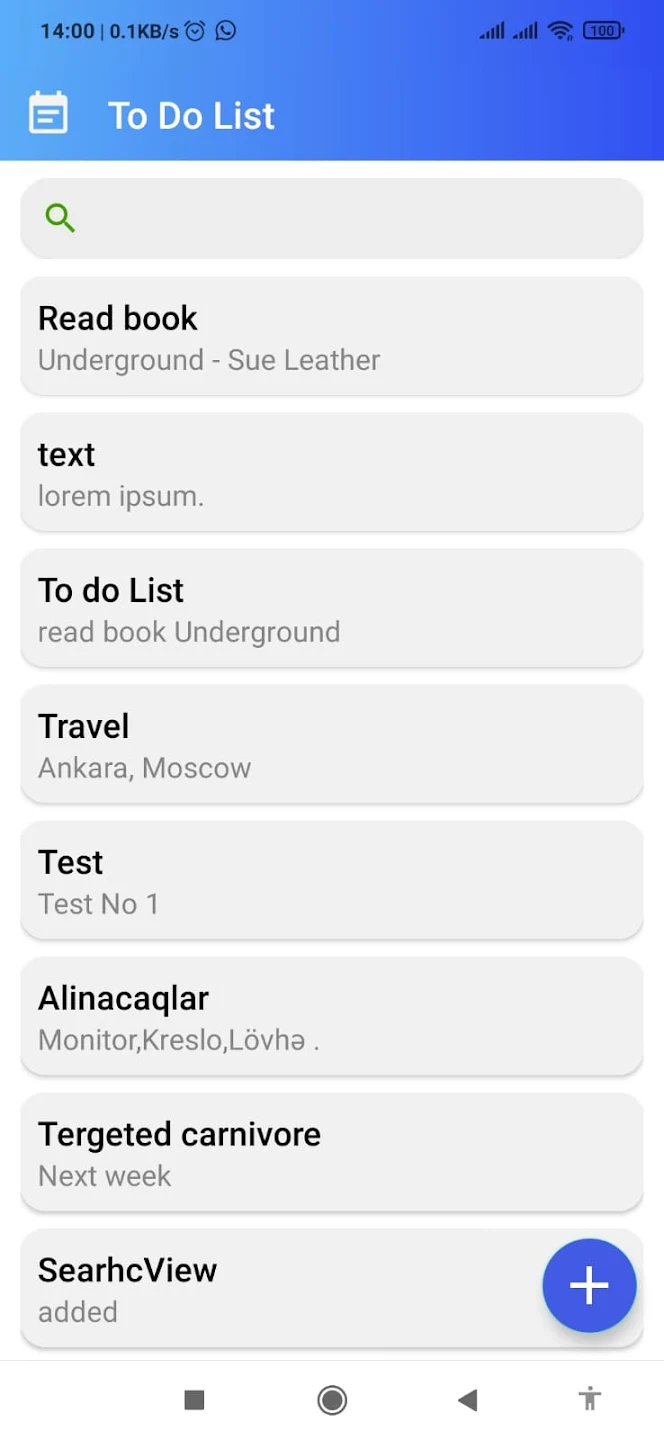 14:00 | 0.1KB/s 100
To Do List
Read book
Underground - Sue Leather
text
lorem ipsum.
To do List
read book Underground
Travel
Ankara, Moscow
Test
Test No 1
Alinacaqlar
Monitor,Kreslo,Lövhə .
Tergeted carnivore
Next week
SearhcView
added